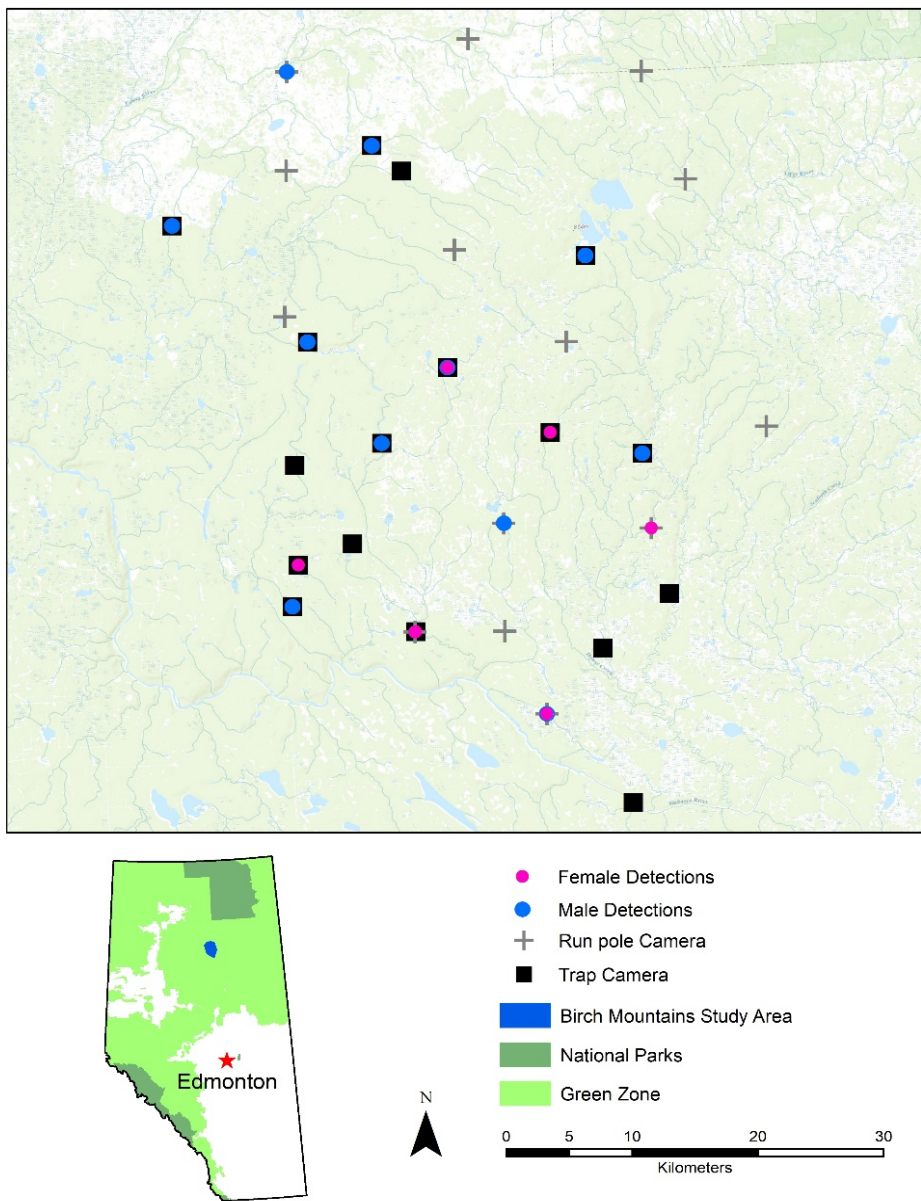 Female Detections
Male Detections
Run pole Camera
Trap Camera
Birch Mountains Study Area
National Parks
Green Zone
Edmonton
N
0 5 10 20 30
Kilometers